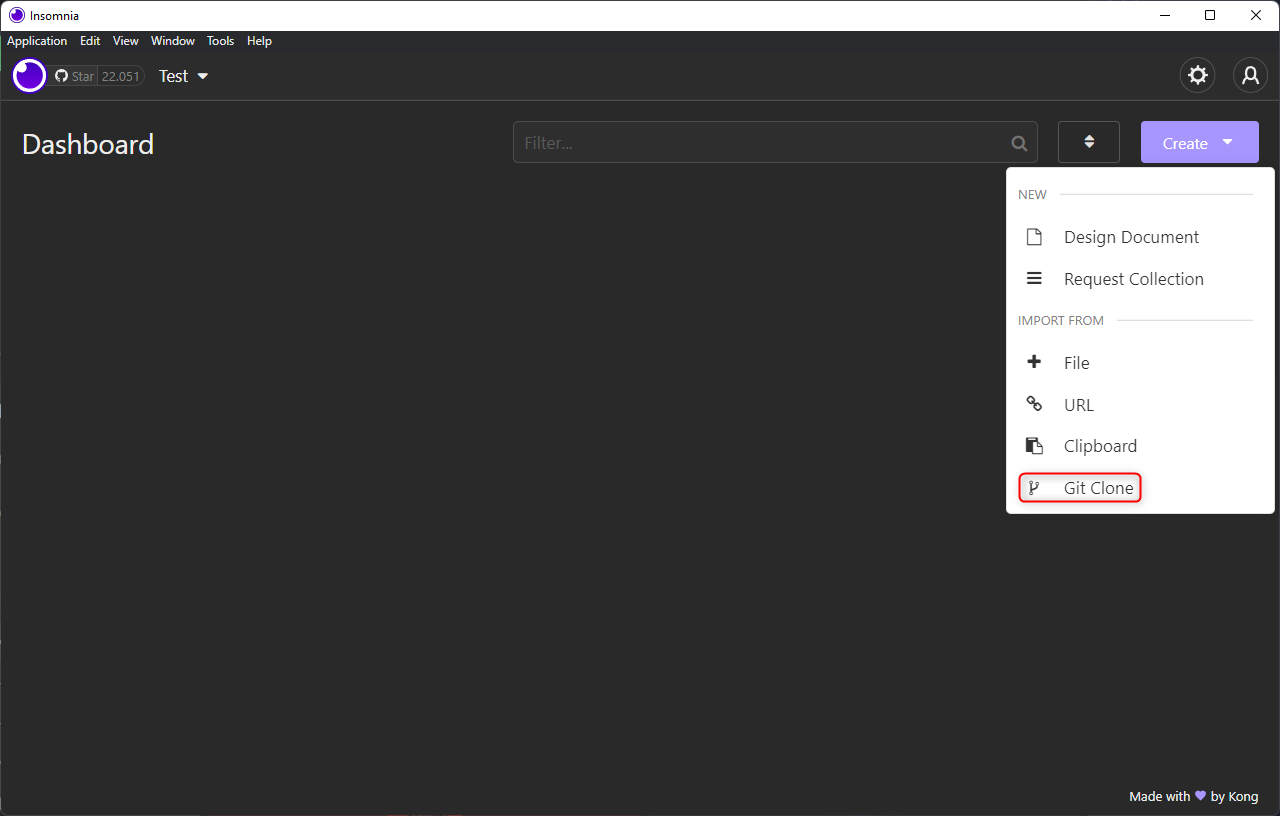 Insomnia
Application Edit View Window Tools Help
Star 22.051 Test
Dashboard
Filter...
Create
NEW
Design Document
Request Collection
IMPORT FROM
File
URL
Clipboard
Git Clone
Made with 💜 by Kong